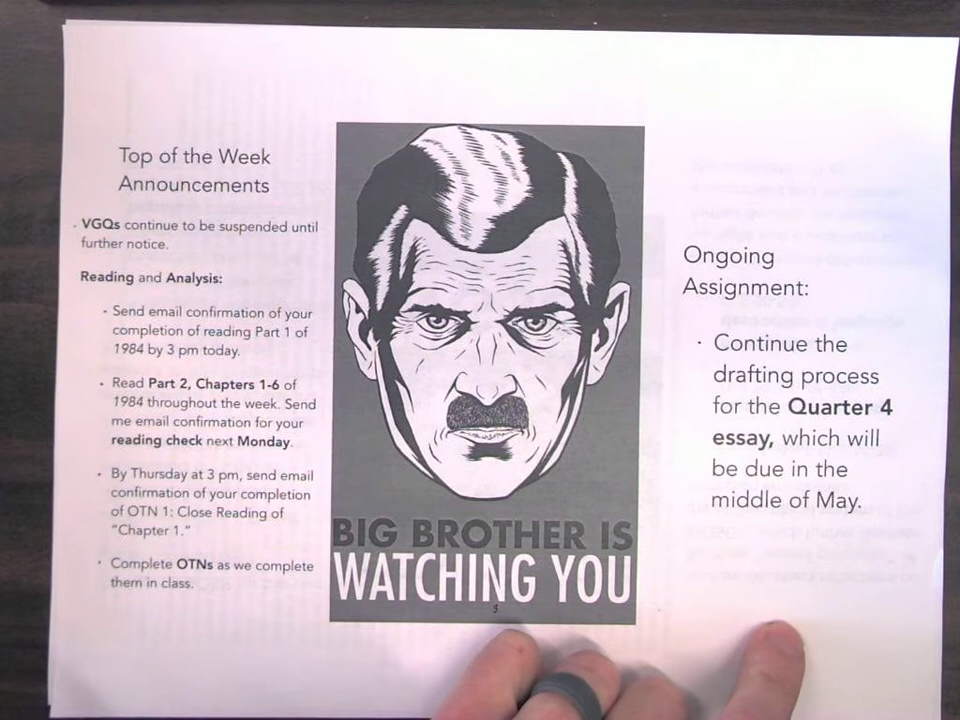 Top of the Week
Announcements
· VGQs continue to be suspended until
further notice.
Reading and Analysis:
· Send email confirmation of your
completion of reading Part 1 of
1984 by 3 pm today.
· Read Part 2, Chapters 1-6 of
1984 throughout the week. Send
me email confirmation for your
reading check next Monday.
· By Thursday at 3 pm, send email
confirmation of your completion
of OTN 1: Close Reading of
“Chapter 1.”
· Complete OTNs as we complete
them in class.
BIG BROTHER IS
WATCHING YOU
3
Ongoing
Assignment:
· Continue the
drafting process
for the Quarter 4
essay, which will
be due in the
middle of May.